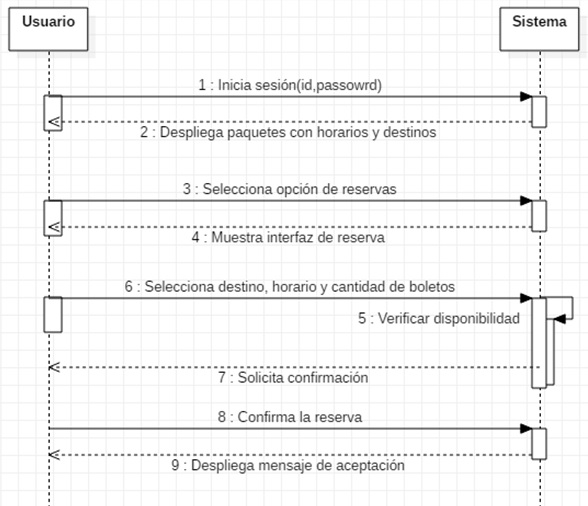 Usuario
Sistema
1 : Inicia sesión(id,passowrd)
2 : Despliega paquetes con horarios y destinos
3 : Selecciona opción de reservas
4 : Muestra interfaz de reserva
6 : Selecciona destino, horario y cantidad de boletos
5 : Verificar disponibilidad
7 : Solicita confirmación
8 : Confirma la reserva
9 : Despliega mensaje de aceptación